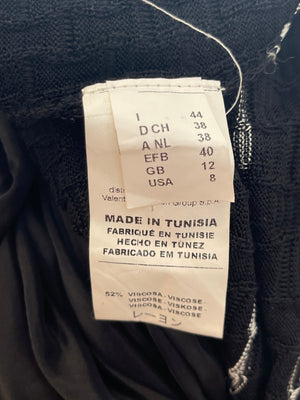 I 44
D CH 38
A NL 38
EFB 40
GB 12
USA 8
Group S.p.A.
MADE IN TUNISIA
FABRIQUÉ EN TUNISIE
HECHO EN TÚNEZ
FABRICADO EM TUNISIA
52% VISCOSA. VISCOSE.
VISCOSE. VISKOSE.
VISCOSA. VISCOSE.
レーヨン